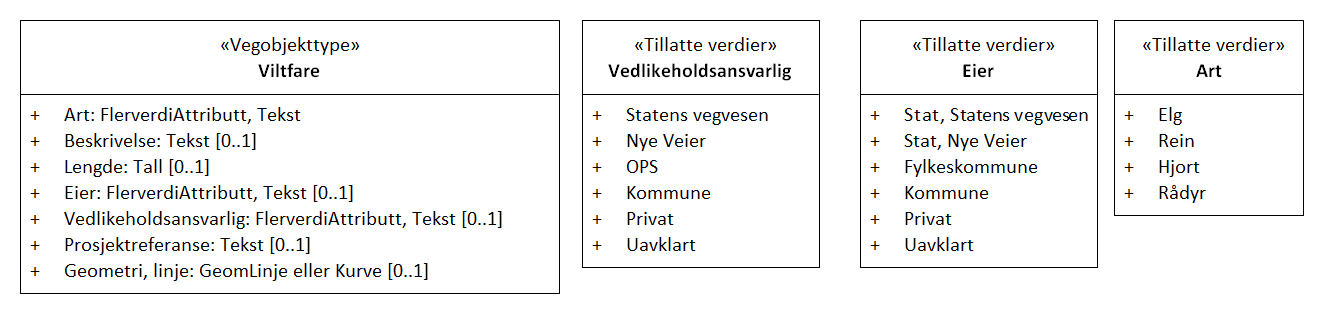 «Vegobjekttype»
Viltfare
+ Art: FlerverdiAttributt, Tekst
+ Beskrivelse: Tekst [0..1]
+ Lengde: Tall [0..1]
+ Eier: FlerverdiAttributt, Tekst [0..1]
+ Vedlikeholdsansvarlig: FlerverdiAttributt, Tekst [0..1]
+ Prosjektreferanse: Tekst [0..1]
+ Geometri, linje: GeomLinje eller Kurve [0..1]
«Tillatte verdier»
Vedlikeholdsansvarlig
+ Statens vegvesen
+ Nye Veier
+ OPS
+ Kommune
+ Privat
+ Uavklart
«Tillatte verdier»
Eier
+ Stat, Statens vegvesen
+ Stat, Nye Veier
+ Fylkeskommune
+ Kommune
+ Privat
+ Uavklart
«Tillatte verdier»
Art
+ Elg
+ Rein
+ Hjort
+ Rådyr